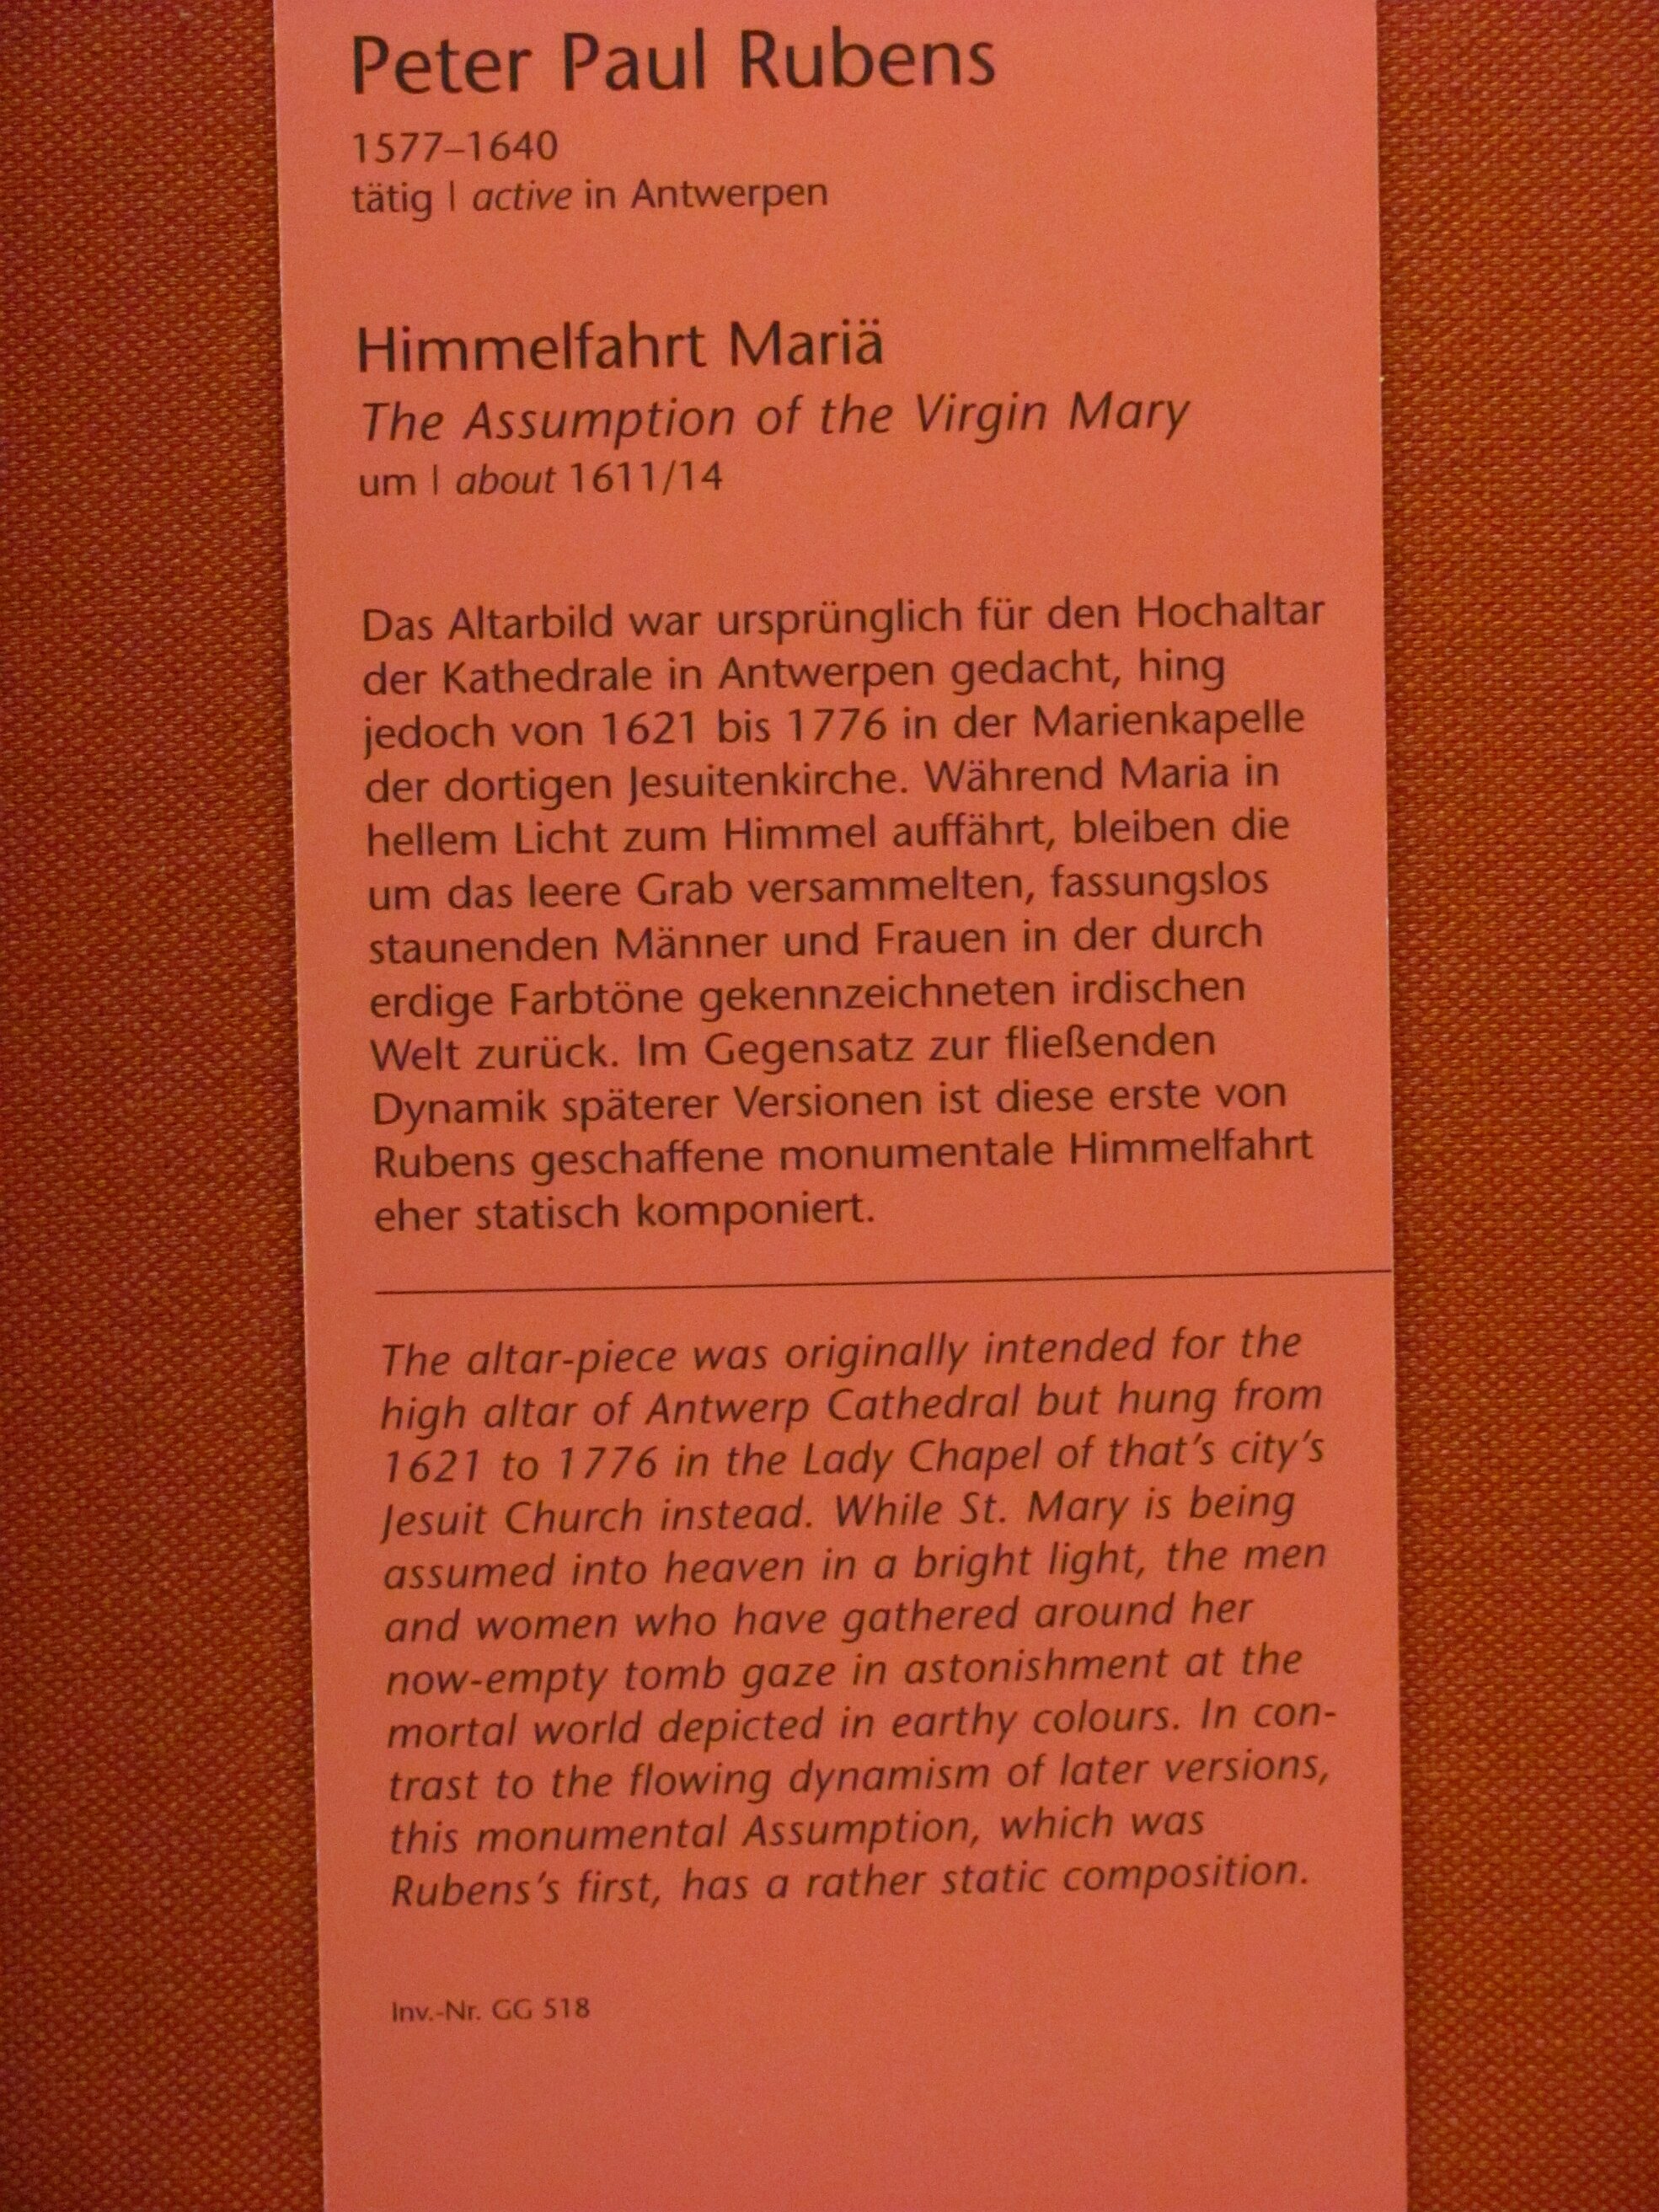 Peter Paul Rubens
1577–1640
tätig | active in Antwerpen
Himmelfahrt Mariä
The Assumption of the Virgin Mary
um | about 1611/14
Das Altarbild war ursprünglich für den Hochaltar
der Kathedrale in Antwerpen gedacht, hing
jedoch von 1621 bis 1776 in der Marienkapelle
der dortigen Jesuitenkirche. Während Maria in
hellem Licht zum Himmel auffährt, bleiben die
um das leere Grab versammelten, fassungslos
staunenden Männer und Frauen in der durch
erdige Farbtöne gekennzeichneten irdischen
Welt zurück. Im Gegensatz zur fließenden
Dynamik späterer Versionen ist diese erste von
Rubens geschaffene monumentale Himmelfahrt
eher statisch komponiert.
The altar-piece was originally intended for the
high altar of Antwerp Cathedral but hung from
1621 to 1776 in the Lady Chapel of that's city's
Jesuit Church instead. While St. Mary is being
assumed into heaven in a bright light, the men
and women who have gathered around her
now-empty tomb gaze in astonishment at the
mortal world depicted in earthy colours. In con-
trast to the flowing dynamism of later versions,
this monumental Assumption, which was
Rubens's first, has a rather static composition.
Inv.-Nr. GG 518